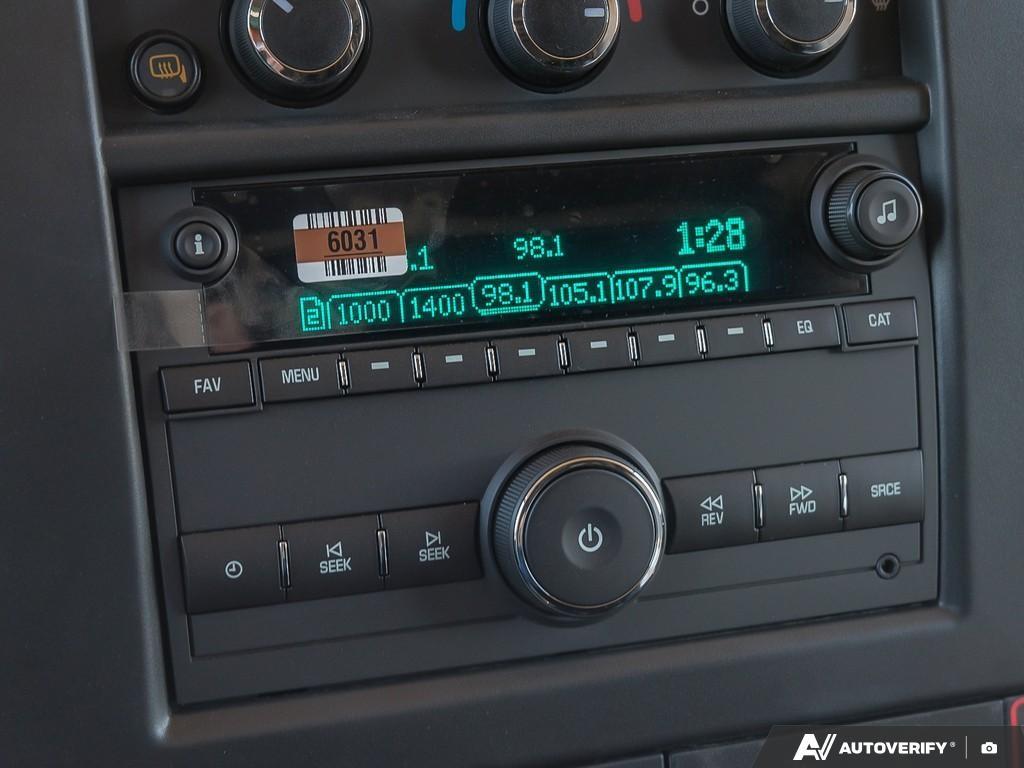 6031
.1
98.1
1:28
2
1000
1400
98.1
105.1
107.9
96.3
i
FAV
MENU
EQ
CAT
SEEK
SEEK
REV
FWD
SRCE
AV AUTOVERIFY®